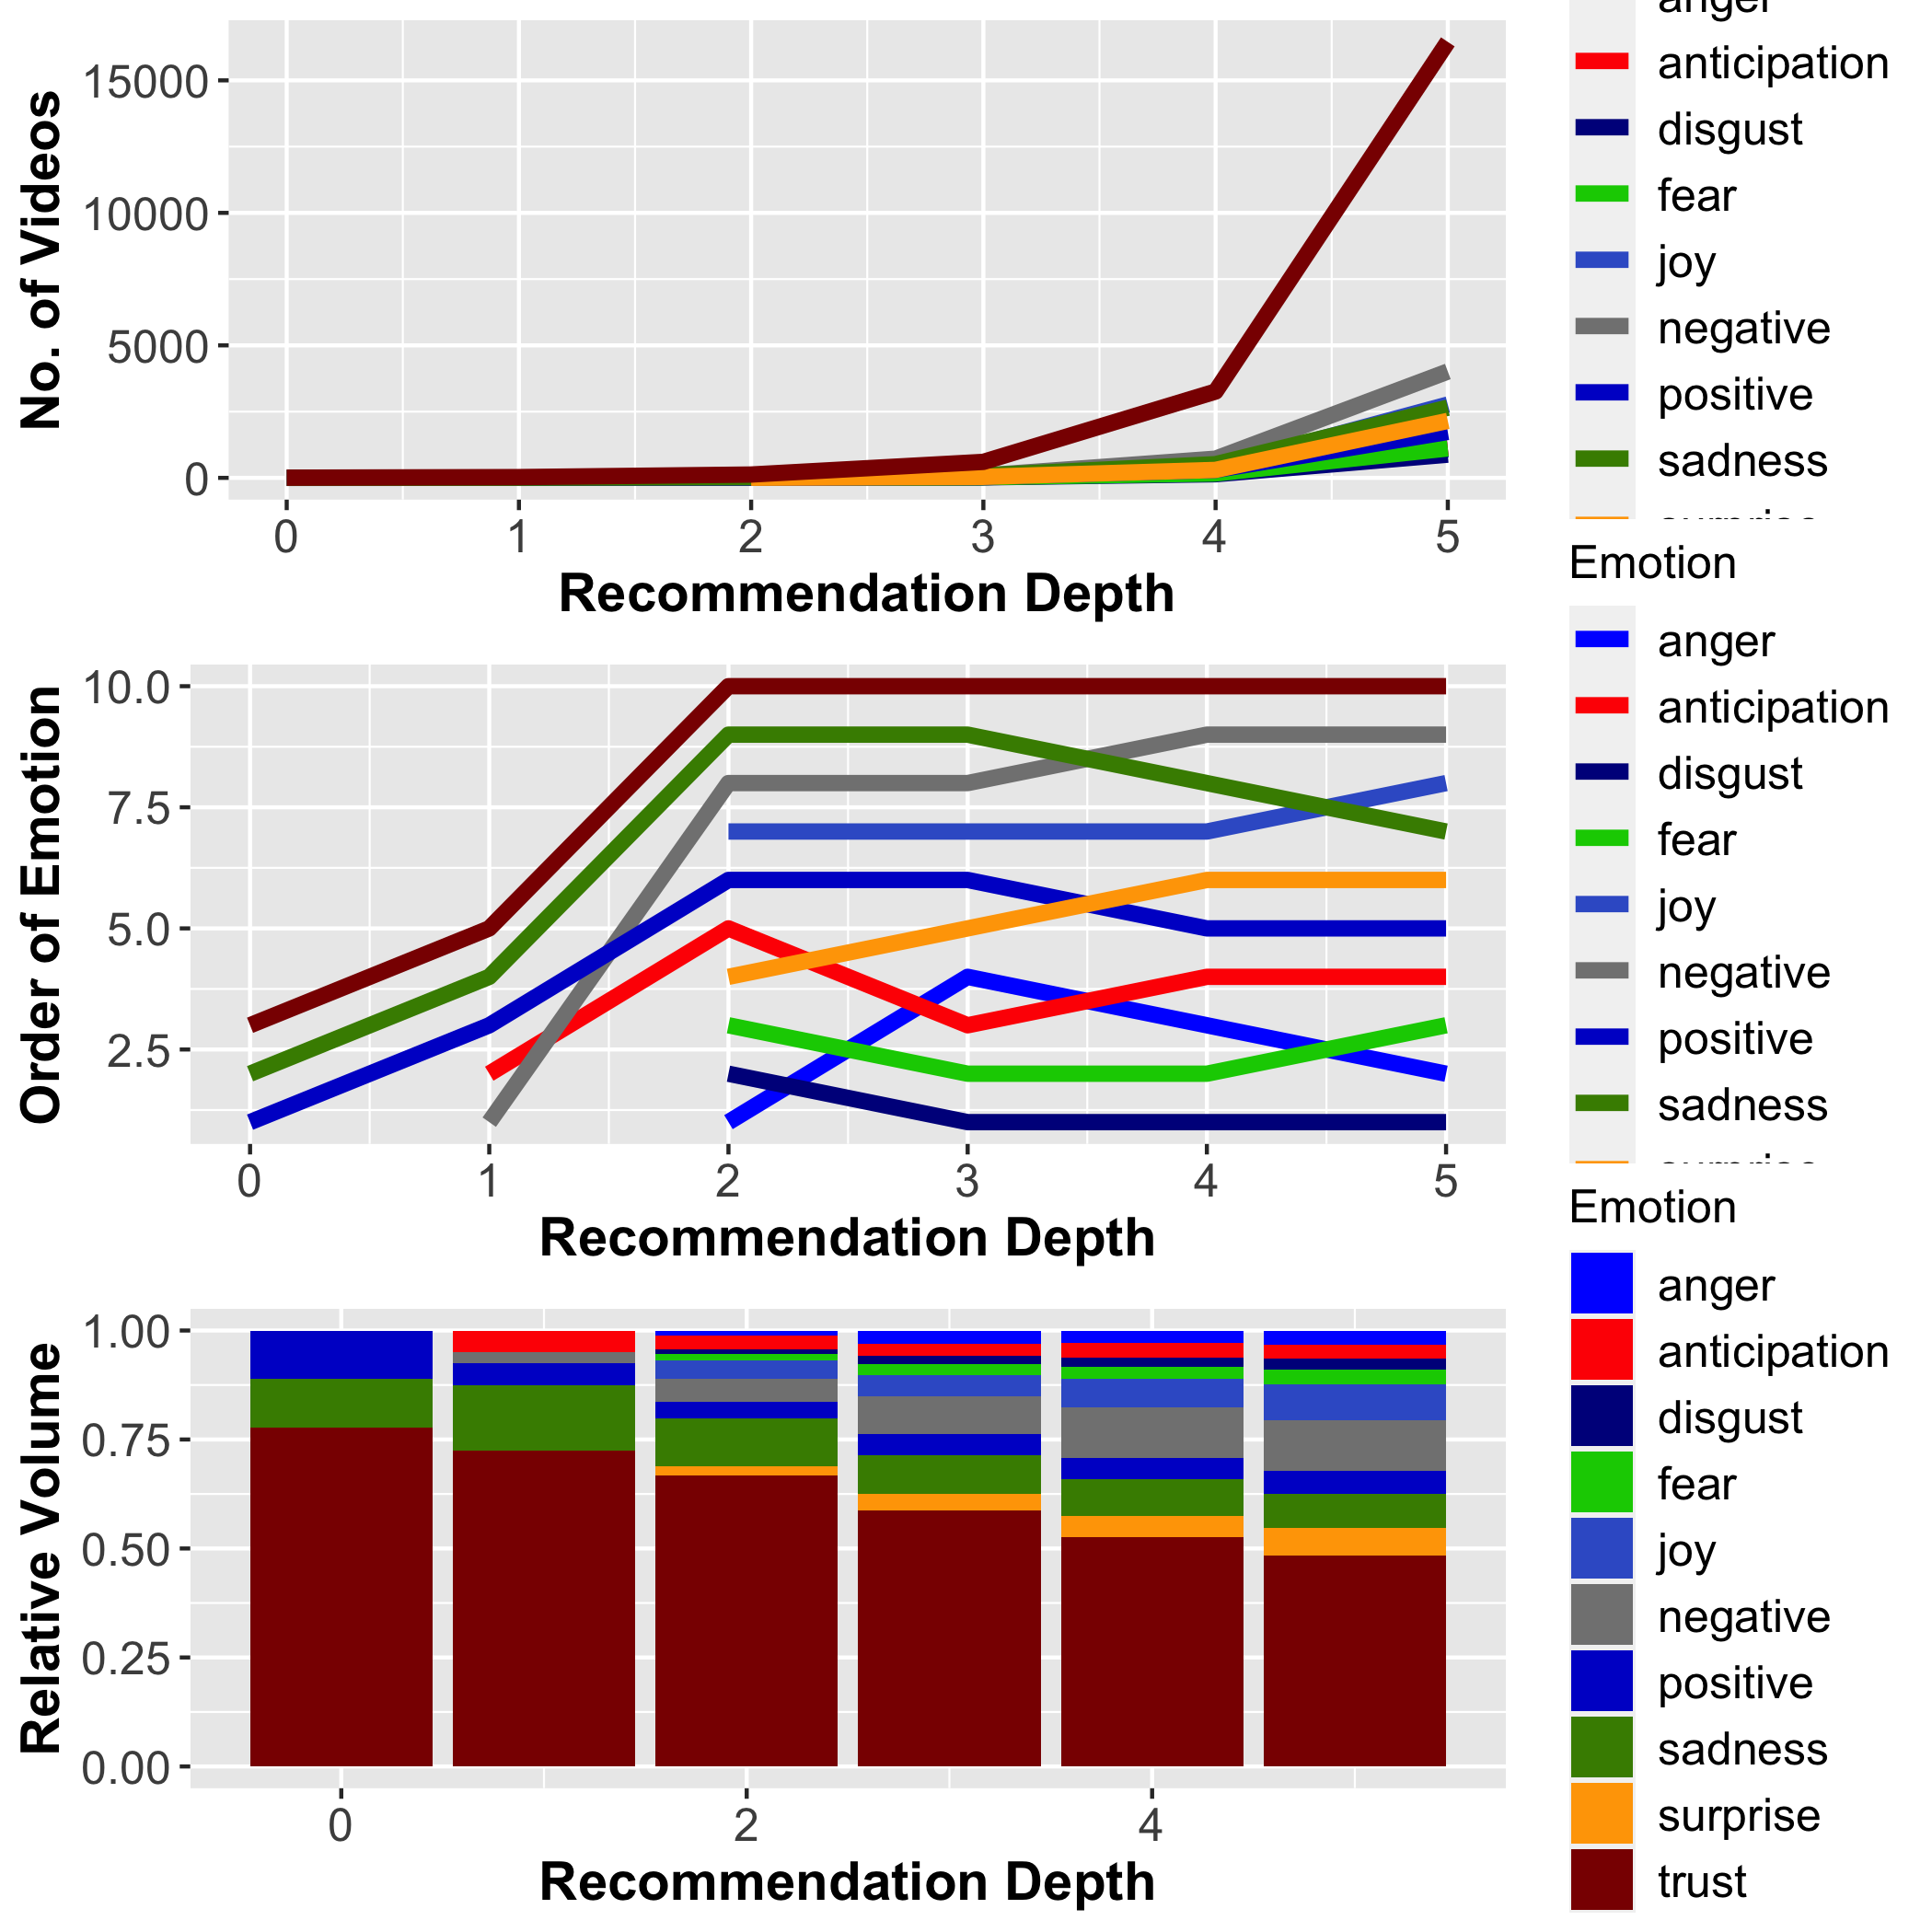 No. of Videos
15000
10000
5000
0
0 1 2 3 4 5
Recommendation Depth
anger
anticipation
disgust
fear
joy
negative
positive
sadness
Order of Emotion
10.0
7.5
5.0
2.5
0 1 2 3 4 5
Recommendation Depth
Emotion
anger
anticipation
disgust
fear
joy
negative
positive
sadness
Relative Volume
1.00
0.75
0.50
0.25
0.00
0 2 4
Recommendation Depth
Emotion
anger
anticipation
disgust
fear
joy
negative
positive
sadness
surprise
trust